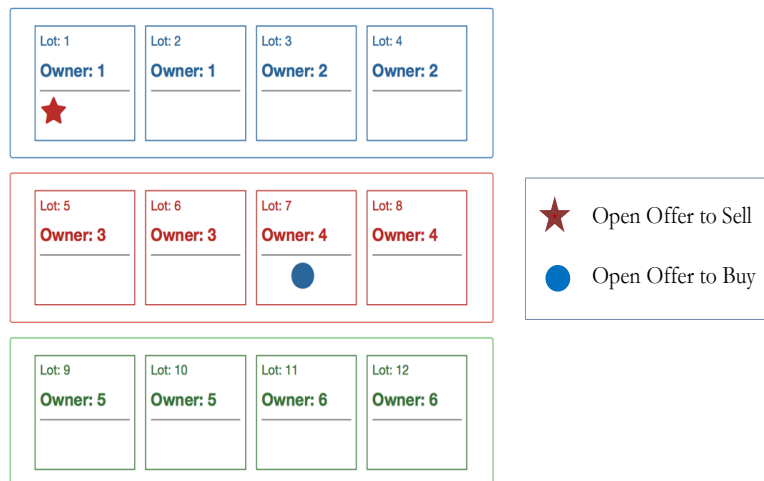 Lot: 1
Owner: 1
Lot: 2
Owner: 1
Lot: 3
Owner: 2
Lot: 4
Owner: 2
Lot: 5
Owner: 3
Lot: 6
Owner: 3
Lot: 7
Owner: 4
Lot: 8
Owner: 4
Open Offer to Sell
Open Offer to Buy
Lot: 9
Owner: 5
Lot: 10
Owner: 5
Lot: 11
Owner: 6
Lot: 12
Owner: 6